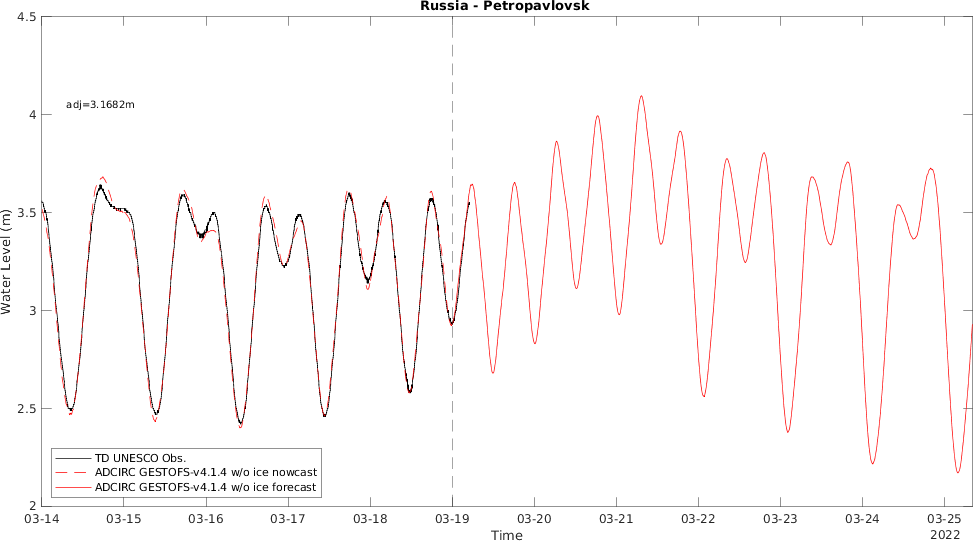 Russia - Petropavlovsk
4.5
4
3.5
3
2.5
2
Water Level (m)
adj=3.1682m
TD UNESCO Obs.
ADCIRC GESTOFS-v4.1.4 w/o ice nowcast
ADCIRC GESTOFS-v4.1.4 w/o ice forecast
03-14 03-15 03-16 03-17 03-18 03-19 03-20 03-21 03-22 03-23 03-24 03-25
2022
Time